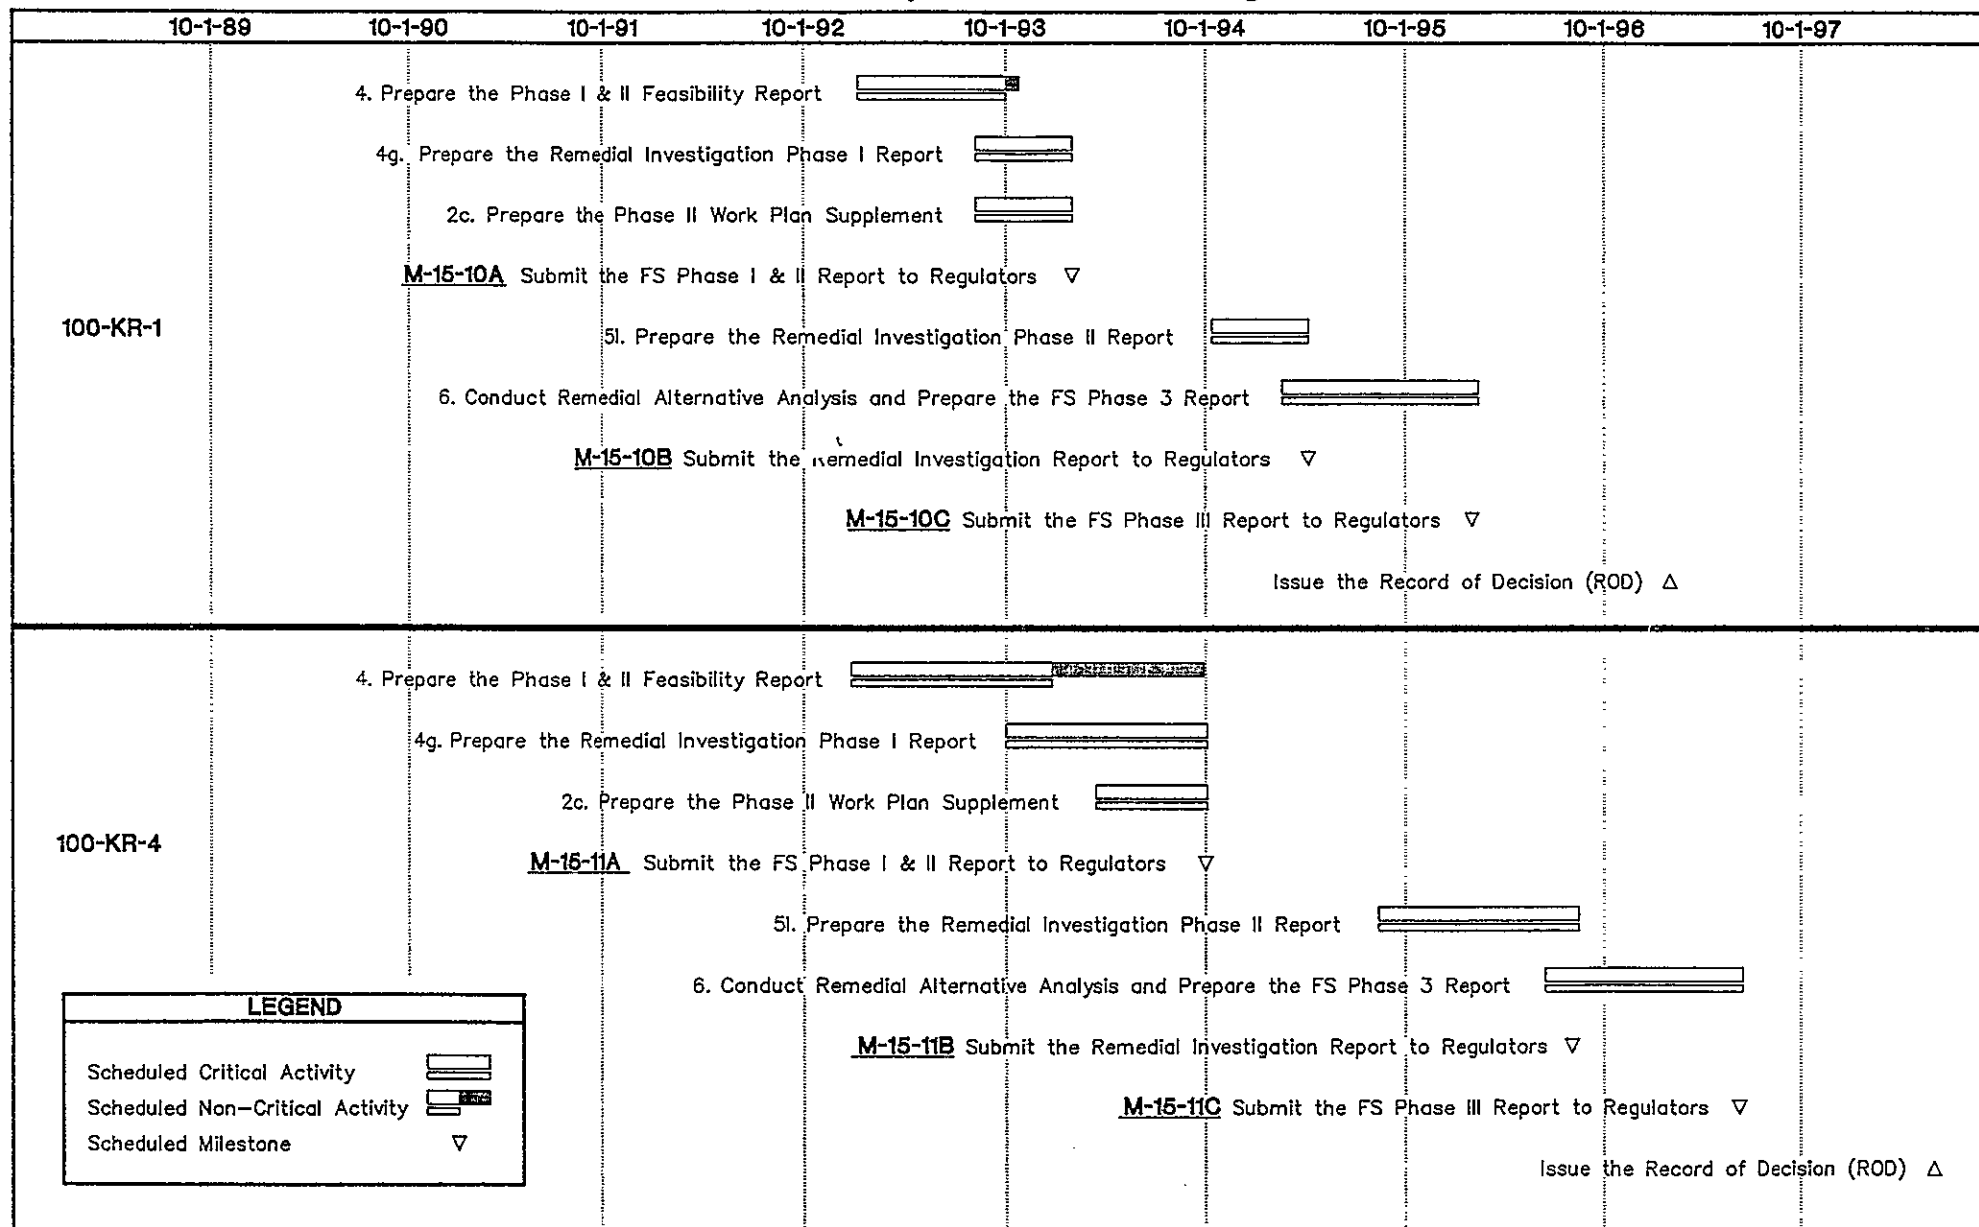 10-1-89 10-1-90 10-1-91 10-1-92 10-1-93 10-1-94 10-1-95 10-1-96 10-1-97
4. Prepare the Phase I & II Feasibility Report
4g. Prepare the Remedial Investigation Phase I Report
2c. Prepare the Phase II Work Plan Supplement
M-15-10A Submit the FS Phase I & II Report to Regulators
100-KR-1
5l. Prepare the Remedial Investigation Phase II Report
6. Conduct Remedial Alternative Analysis and Prepare the FS Phase 3 Report
M-15-10B Submit the Remedial Investigation Report to Regulators
M-15-10C Submit the FS Phase III Report to Regulators
Issue the Record of Decision (ROD)
4. Prepare the Phase I & II Feasibility Report
4g. Prepare the Remedial Investigation Phase I Report
2c. Prepare the Phase II Work Plan Supplement
100-KR-4
M-15-11A Submit the FS Phase I & II Report to Regulators
5l. Prepare the Remedial Investigation Phase II Report
6. Conduct Remedial Alternative Analysis and Prepare the FS Phase 3 Report
M-15-11B Submit the Remedial Investigation Report to Regulators
M-15-11C Submit the FS Phase III Report to Regulators
Issue the Record of Decision (ROD)
LEGEND
Scheduled Critical Activity
Scheduled Non-Critical Activity
Scheduled Milestone